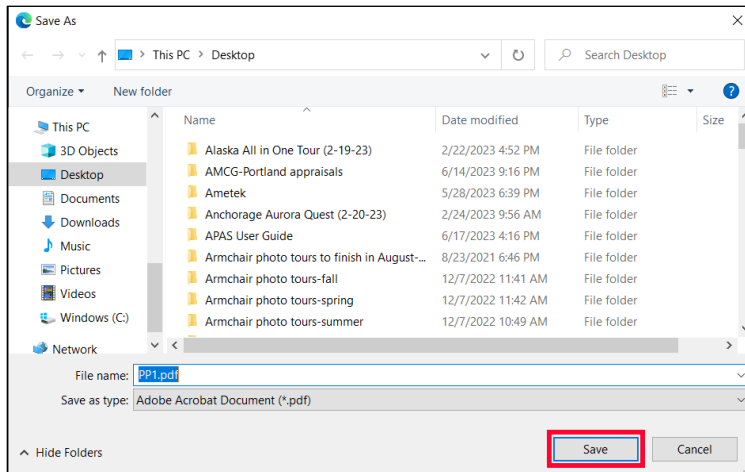 Save As
This PC > Desktop
Search Desktop
Organize
New folder
Name Date modified Type Size
This PC
3D Objects
Desktop
Documents
Downloads
Music
Pictures
Videos
Windows (C:)
Network
Alaska All in One Tour (2-19-23) 2/22/2023 4:52 PM File folder
AMCG-Portland appraisals 6/14/2023 9:16 PM File folder
Ametek 5/28/2023 6:39 PM File folder
Anchorage Aurora Quest (2-20-23) 2/24/2023 9:56 AM File folder
APAS User Guide 6/17/2023 4:16 PM File folder
Armchair photo tours to finish in August-... 8/23/2021 6:46 PM File folder
Armchair photo tours-fall 12/7/2022 11:41 AM File folder
Armchair photo tours-spring 12/7/2022 11:42 AM File folder
Armchair photo tours-summer 12/7/2022 10:49 AM File folder
File name: PP1.pdf
Save as type: Adobe Acrobat Document (*.pdf)
Hide Folders
Save
Cancel